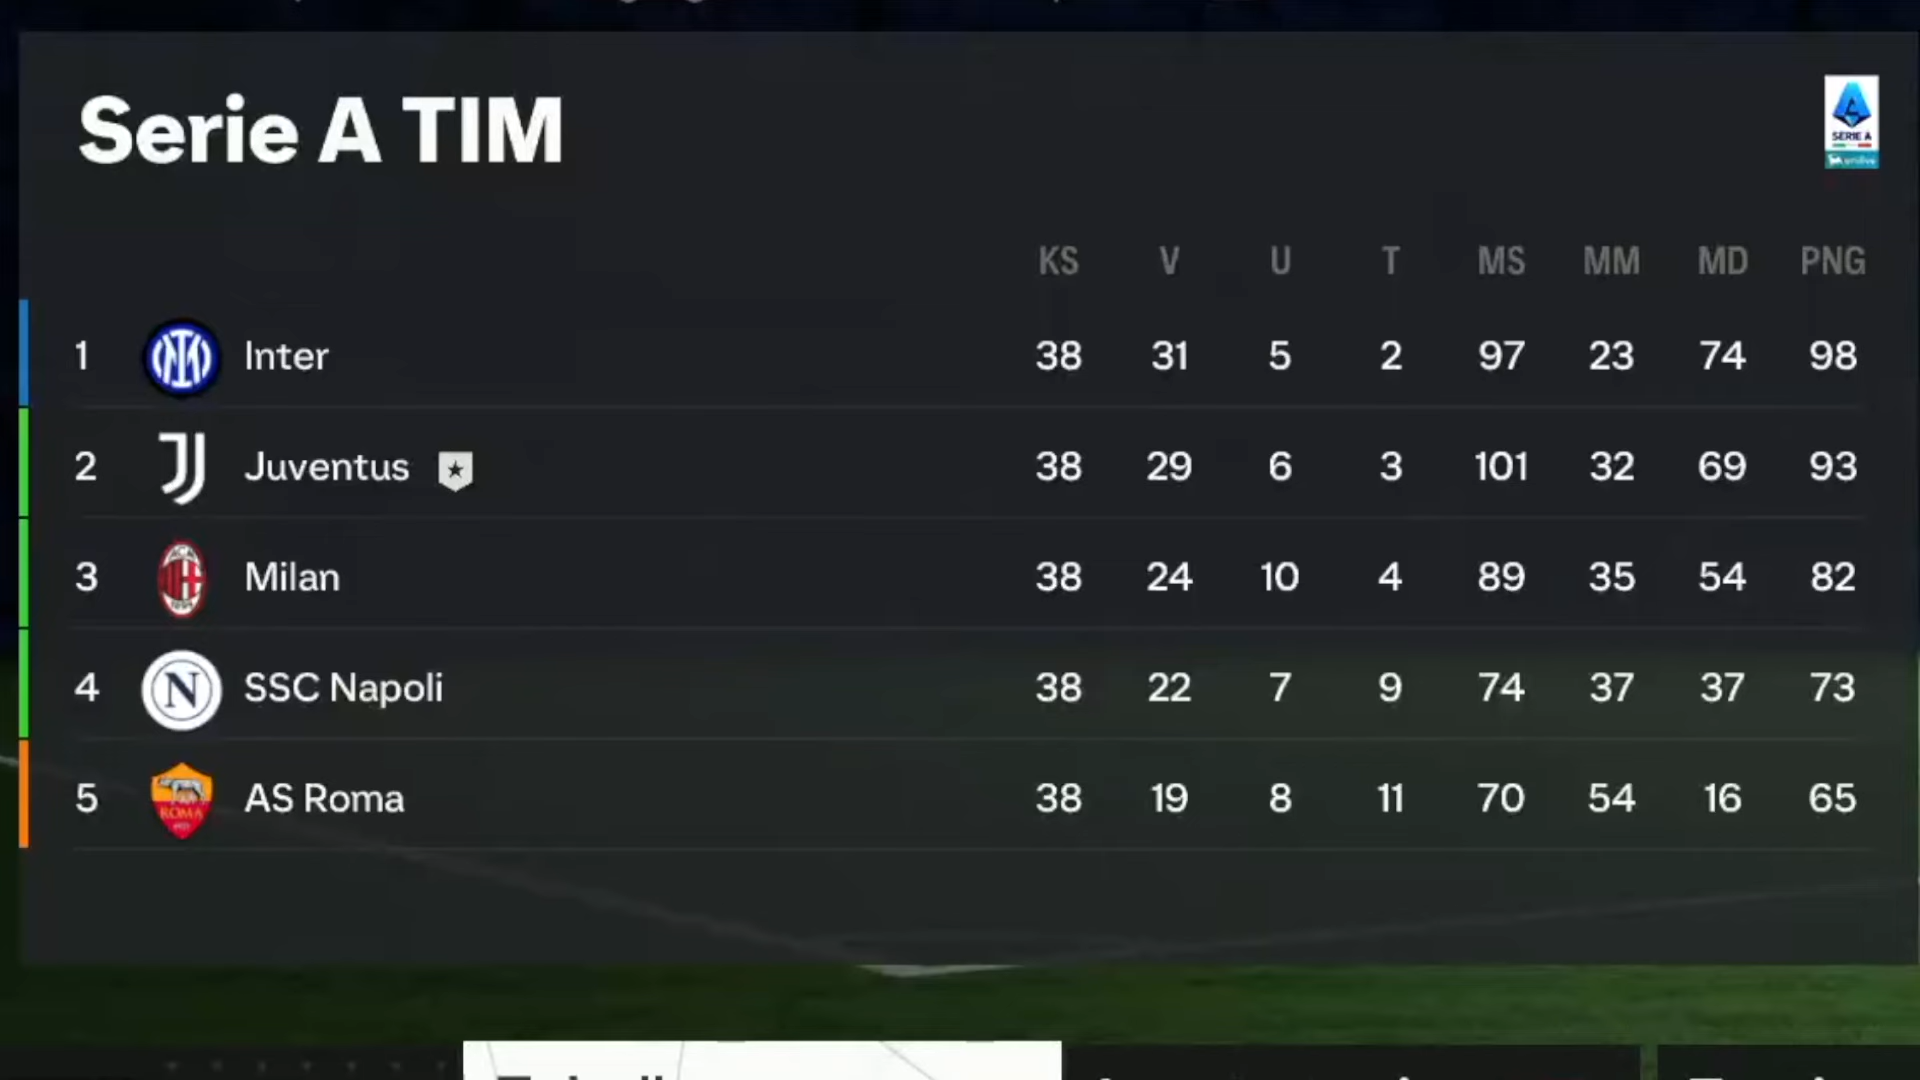 Serie A TIM
SERIE A
KS V U T MS MM MD PNG
1 Inter 38 31 5 2 97 23 74 98
2 Juventus 38 29 6 3 101 32 69 93
3 Milan 38 24 10 4 89 35 54 82
4 N SSC Napoli 38 22 7 9 74 37 37 73
5 ROMA AS Roma 38 19 8 11 70 54 16 65